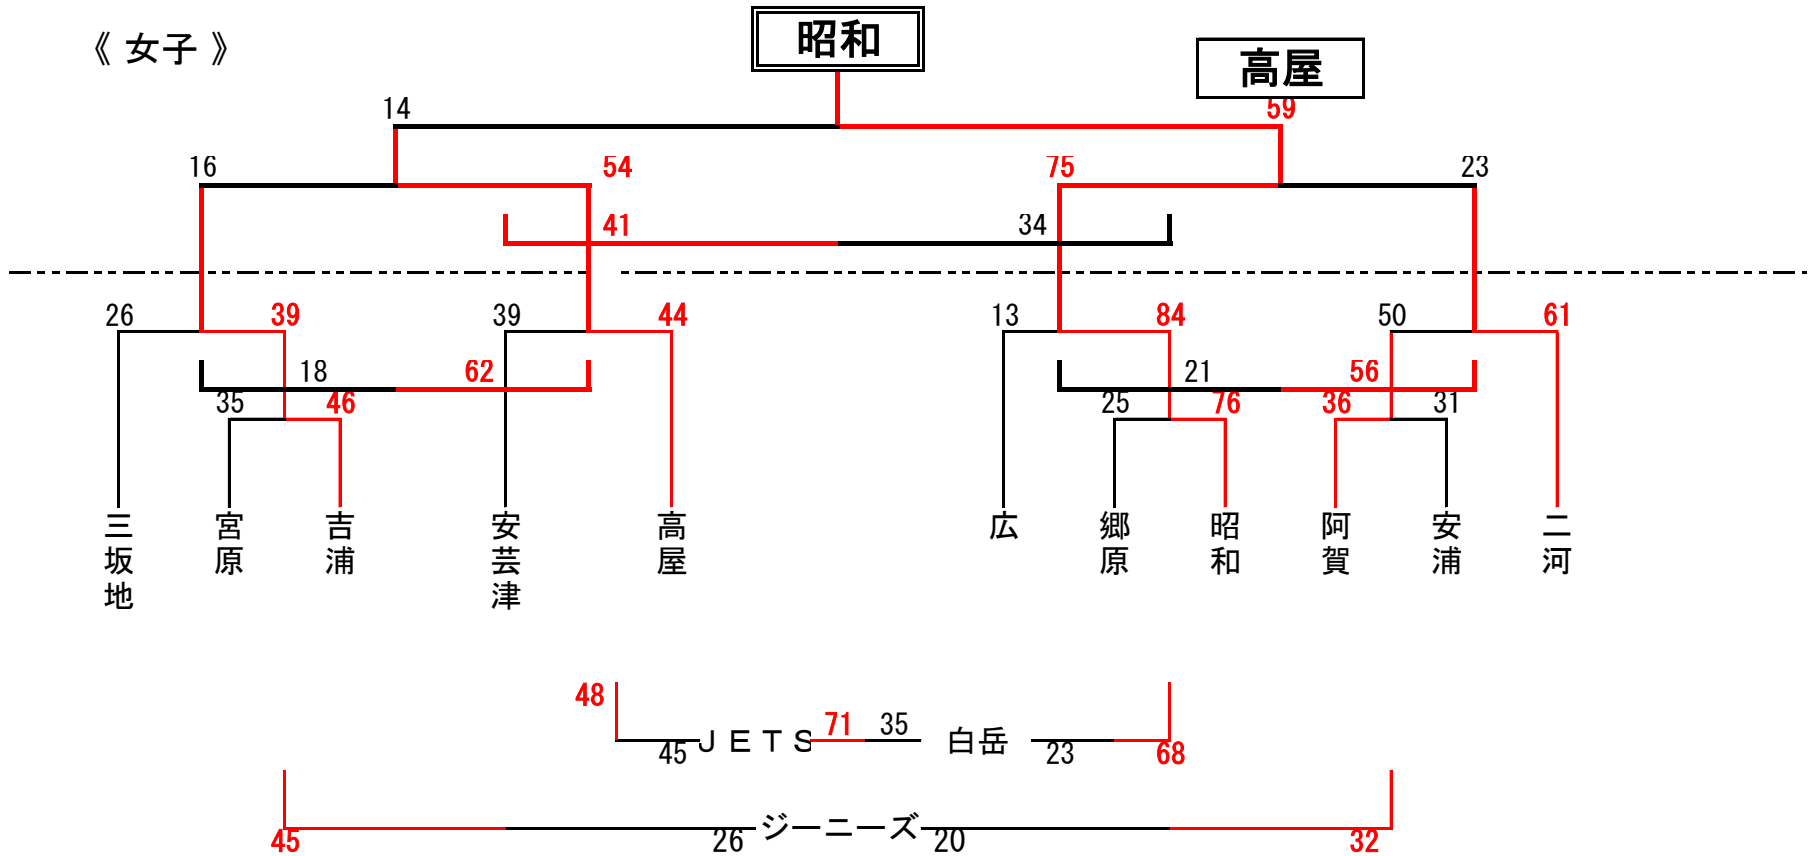 《 女子 》
昭和
高屋
14
59
16
54
75
23
41
34
26
39
39
44
13
84
50
61
18
62
21
56
35
46
25
76
36
31
三坂地
宮原
吉浦
安芸津
高屋
広
郷原
昭和
阿賀
安浦
二河
48
71
35
45
ＪＥＴＳ
白岳
23
68
45
26
ジーニーズ
20
32